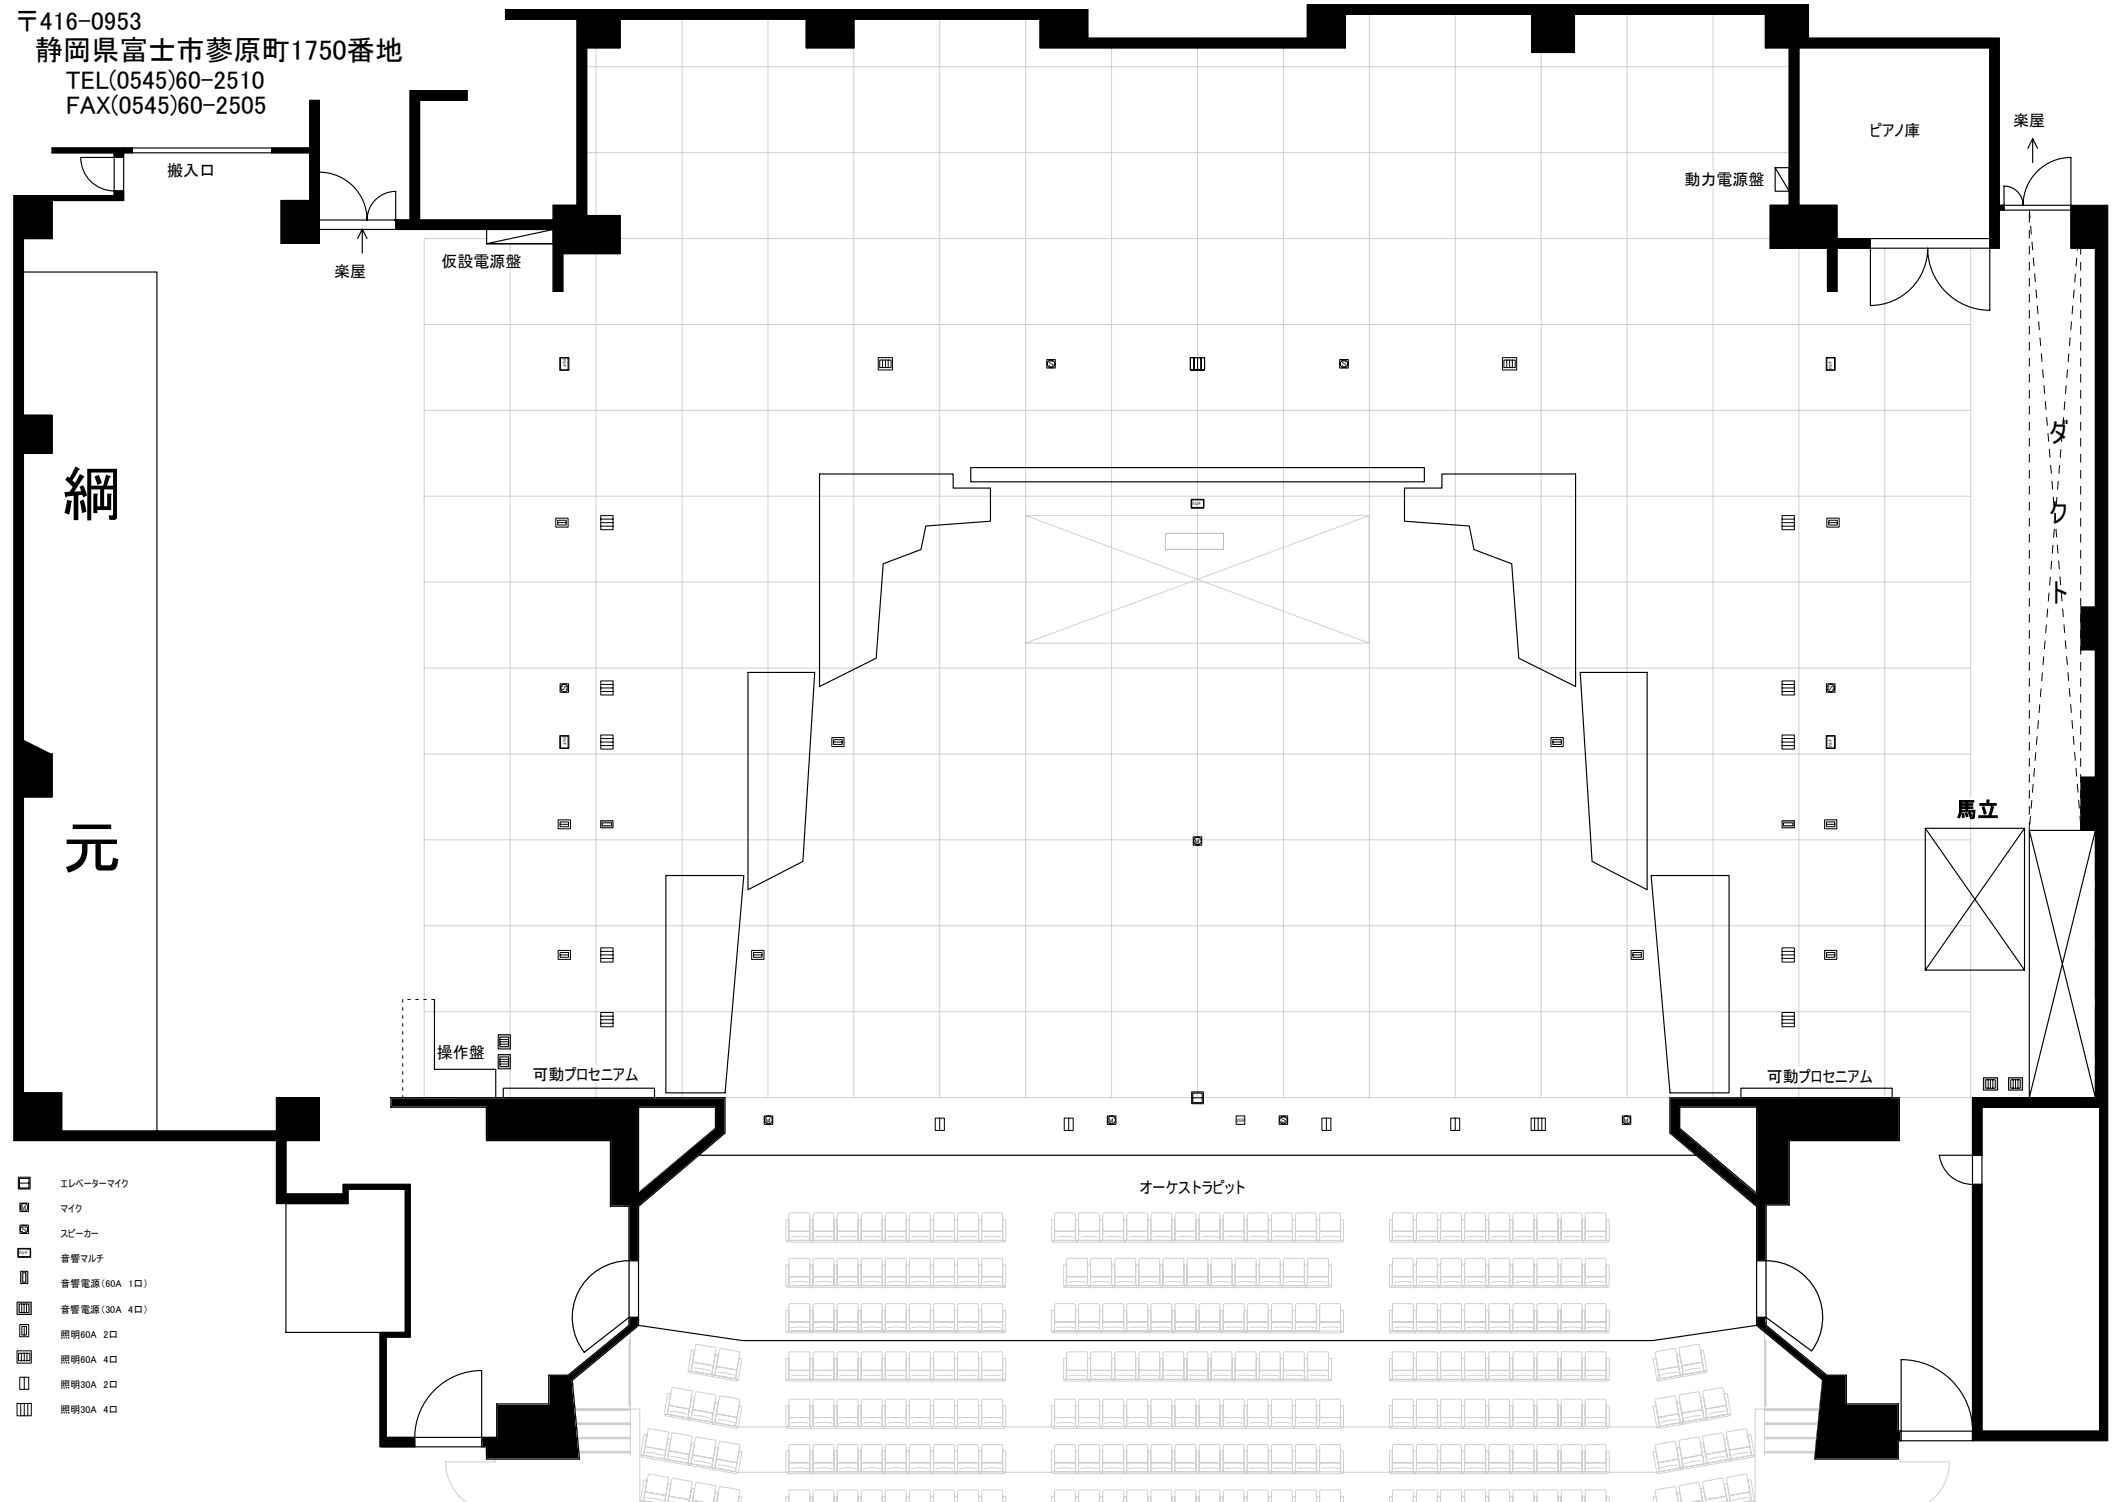 〒416-0953
静岡県富士市蓼原町1750番地
TEL(0545)60-2510
FAX(0545)60-2505
搬入口
楽屋
仮設電源盤
動力電源盤
ピアノ庫
楽屋
綱
元
ダクト
馬立
操作盤
可動プロセニアム
可動プロセニアム
オーケストラピット
エレベーターマイク
マイク
スピーカー
音響マルチ
音響電源(60A 1口)
音響電源(30A 4口)
照明60A 2口
照明60A 4口
照明30A 2口
照明30A 4口